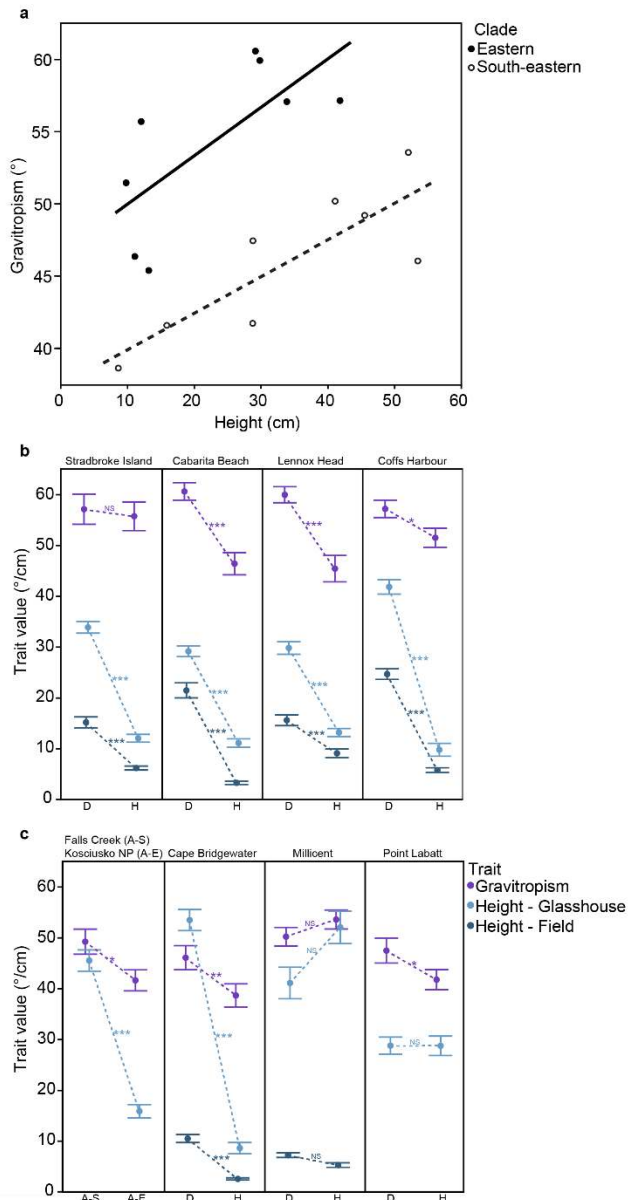 a
Clade
Eastern
South-eastern
60
55
50
45
40
Gravitropism (°)
0 10 20 30 40 50 60
Height (cm)
b
Stradbroke Island Cabarita Beach Lennox Head Coffs Harbour
60
50
40
30
20
10
0
Trait value (°/cm)
NS *** *** *
*** *** *** ***
*** *** *** ***
D H D H D H D H
c
Falls Creek (A-S)
Kosciusko NP (A-E) Cape Bridgewater Millicent Point Labatt
Trait
Gravitropism
Height - Glasshouse
Height - Field
60
50
40
30
20
10
0
Trait value (°/cm)
* ** NS *
*** *** NS NS
*** NS
A-S A-E D H D H D H